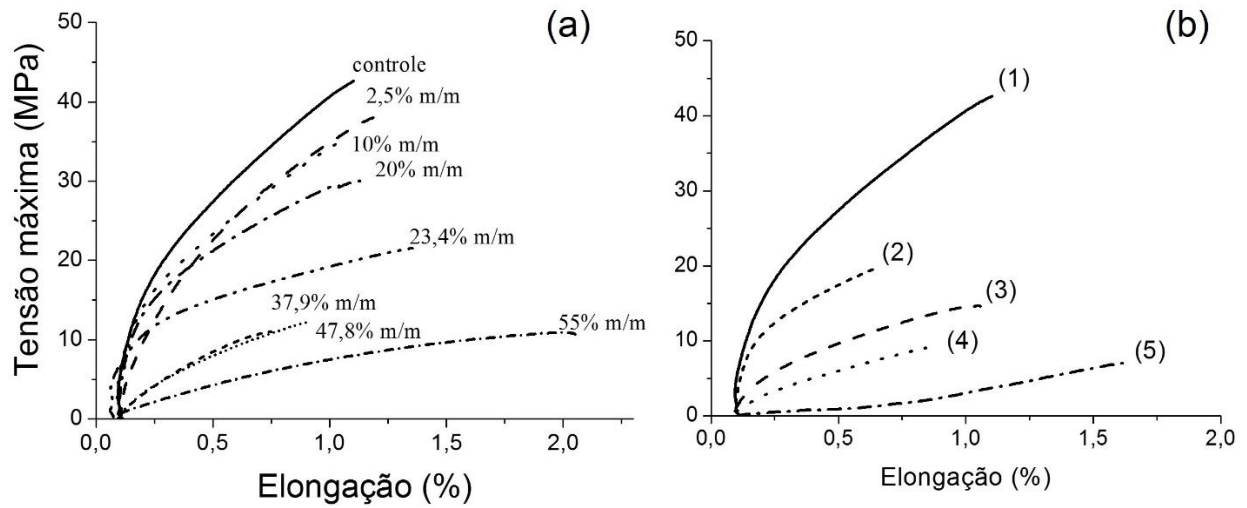 (a)
Tensão máxima (MPa)
50
40
30
20
10
0
controle
2,5% m/m
10% m/m
20% m/m
23,4% m/m
37,9% m/m
47,8% m/m
55% m/m
0,0 0,5 1,0 1,5 2,0
Elongação (%)
(b)
50
40
30
20
10
0
(1)
(2)
(3)
(4)
(5)
0,0 0,5 1,0 1,5 2,0
Elongação (%)